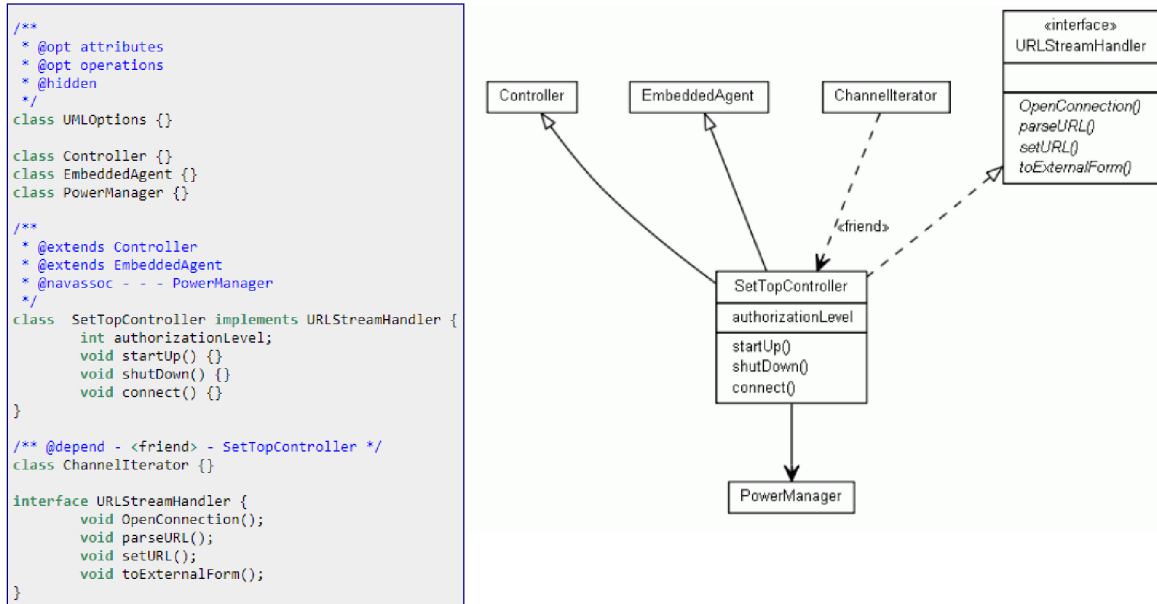 /**
 * @opt attributes
 * @opt operations
 * @hidden
 */
class UMLOptions {}

class Controller {}
class EmbeddedAgent {}
class PowerManager {}

/**
 * @extends Controller
 * @extends EmbeddedAgent
 * @navassoc - - - PowerManager
 */
class  SetTopController implements URLStreamHandler {
        int authorizationLevel;
        void startUp() {}
        void shutDown() {}
        void connect() {}
}

/** @depend - <friend> - SetTopController */
class ChannelIterator {}

interface URLStreamHandler {
        void OpenConnection();
        void parseURL();
        void setURL();
        void toExternalForm();
}
«interface»
URLStreamHandler
OpenConnection()
parseURL()
setURL()
toExternalForm()
Controller
EmbeddedAgent
ChannelIterator
«friend»
SetTopController
authorizationLevel
startUp()
shutDown()
connect()
PowerManager